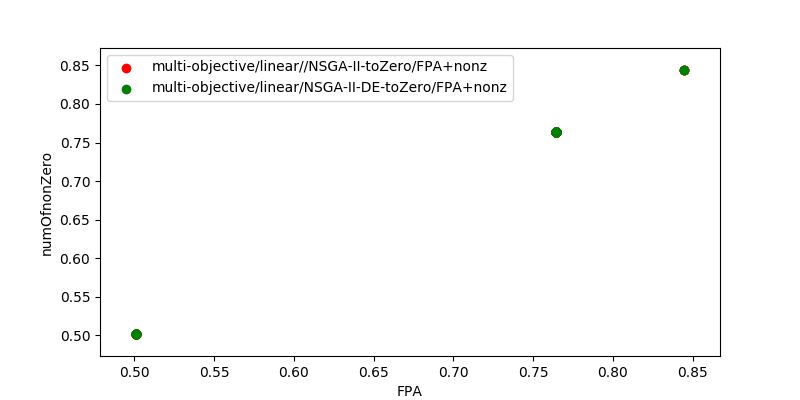 multi-objective/linear//NSGA-II-toZero/FPA+nonz
multi-objective/linear/NSGA-II-DE-toZero/FPA+nonz
0.85
0.80
0.75
0.70
0.65
0.60
0.55
0.50
numOfnonZero
0.50 0.55 0.60 0.65 0.70 0.75 0.80 0.85
FPA